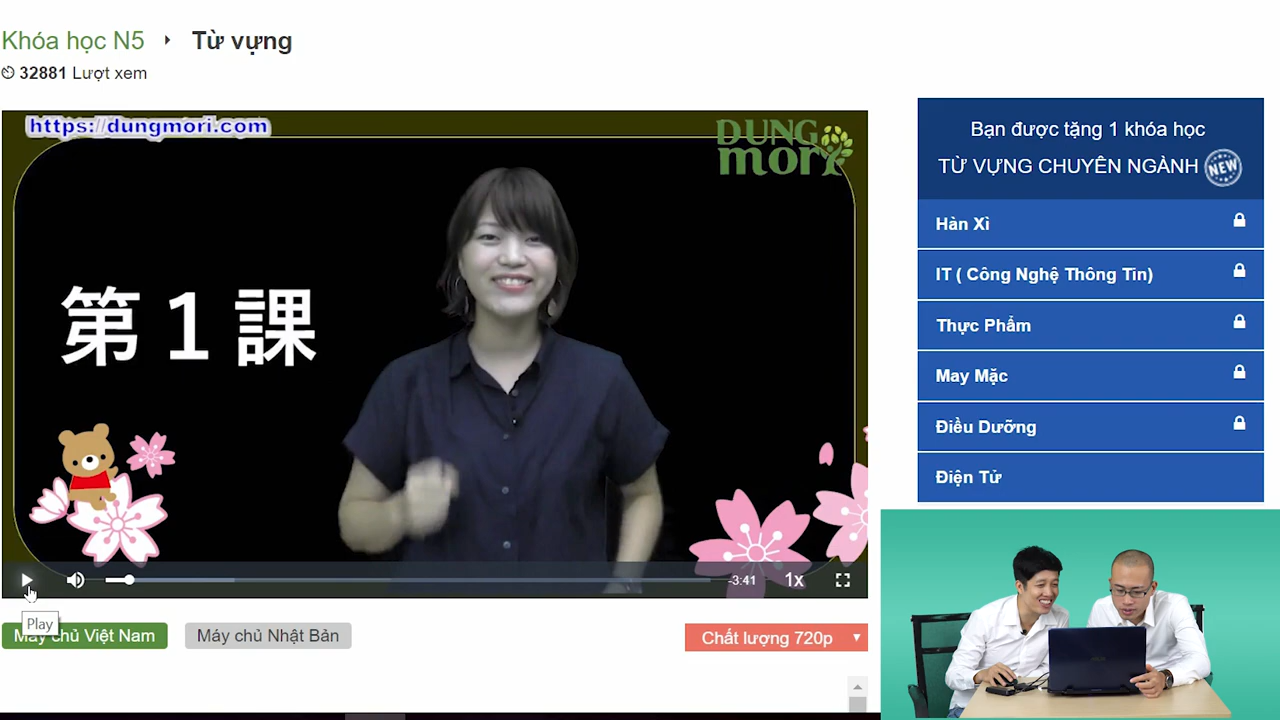 Khóa học N5 ‣ Từ vựng
32881 Lượt xem
https://dungmori.com
DUNG
mori
第1課
-3:41
1x
Play
Máy chủ Việt Nam
Máy chủ Nhật Bản
Chất lượng 720p
Bạn được tặng 1 khóa học
TỪ VỰNG CHUYÊN NGÀNH NEW
Hàn Xì
IT ( Công Nghệ Thông Tin)
Thực Phẩm
May Mặc
Điều Dưỡng
Điện Tử